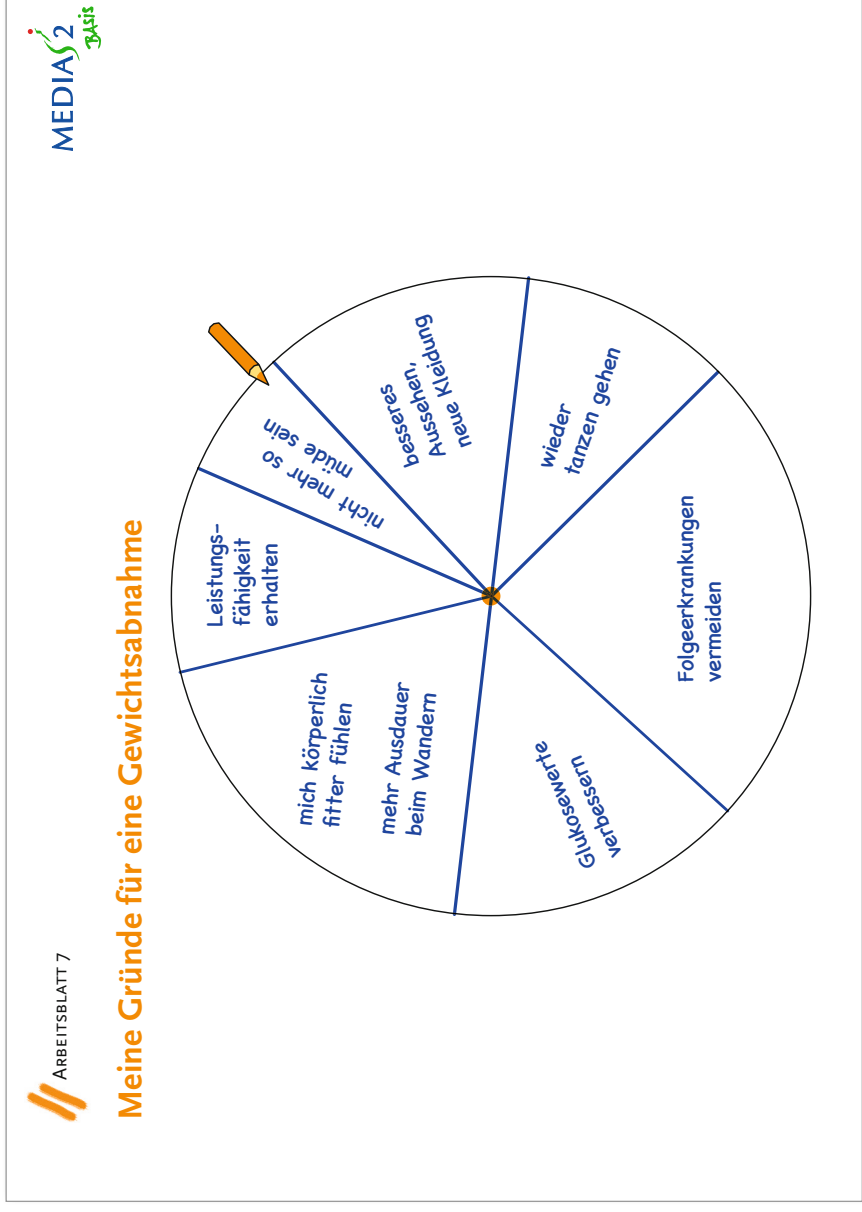 ARBEITSBLATT 7
MEDIAS 2
BASIS
Meine Gründe für eine Gewichtsabnahme
Leistungs-
fähigkeit
erhalten
nicht mehr so
müde sein
besseres
Aussehen,
neue Kleidung
wieder
tanzen gehen
Folgeerkrankungen
vermeiden
Glukosewerte
verbessern
mich körperlich
fitter fühlen
mehr Ausdauer
beim Wandern